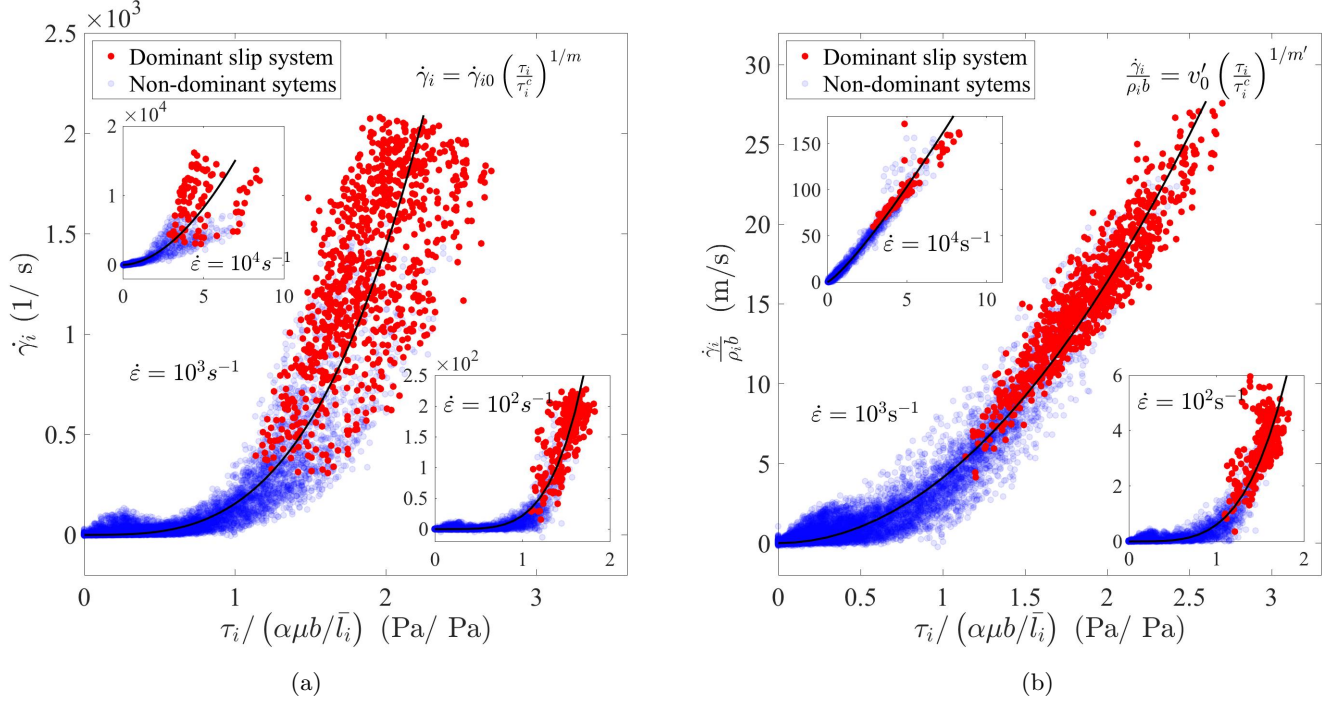 ×10³
2.5
2
1.5
1
0.5
0
0 1 2 3
γ̇ᵢ (1/ s)
τᵢ/ (αμb/l̄ᵢ) (Pa/ Pa)
Dominant slip system
Non-dominant sytems
γ̇ᵢ = γ̇ᵢ₀ (τᵢ/τᵢᶜ)^{1/m}
×10⁴
2
1
0
0 5 10
ε̇ = 10⁴s⁻¹
ε̇ = 10³s⁻¹
×10²
2.5
2
1.5
1
0.5
0
0 1 2
ε̇ = 10²s⁻¹
(a)
30
25
20
15
10
5
0
0 0.5 1 1.5 2 2.5 3
γ̇ᵢ/ρᵢb (m/s)
τᵢ/ (αμb/l̄ᵢ) (Pa/ Pa)
Dominant slip system
Non-dominant sytems
γ̇ᵢ/ρᵢb = v′₀ (τᵢ/τᵢᶜ)^{1/m′}
150
100
50
0
0 5 10
ε̇ = 10⁴s⁻¹
ε̇ = 10³s⁻¹
6
4
2
0
0 1 2
ε̇ = 10²s⁻¹
(b)